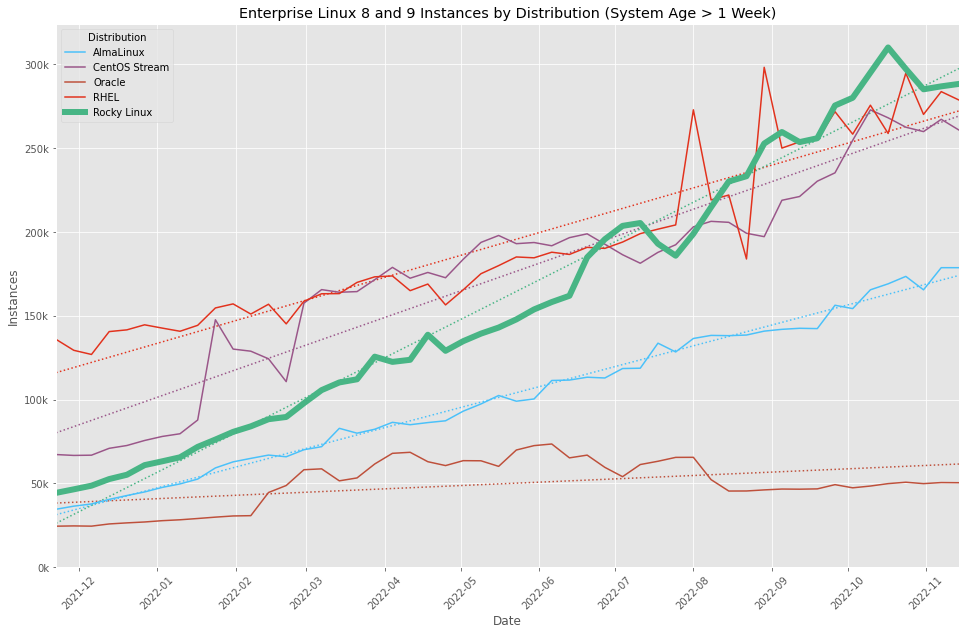 Enterprise Linux 8 and 9 Instances by Distribution (System Age > 1 Week)
Distribution
AlmaLinux
CentOS Stream
Oracle
RHEL
Rocky Linux
Instances
300k
250k
200k
150k
100k
50k
0k
2021-12
2022-01
2022-02
2022-03
2022-04
2022-05
2022-06
2022-07
2022-08
2022-09
2022-10
2022-11
Date